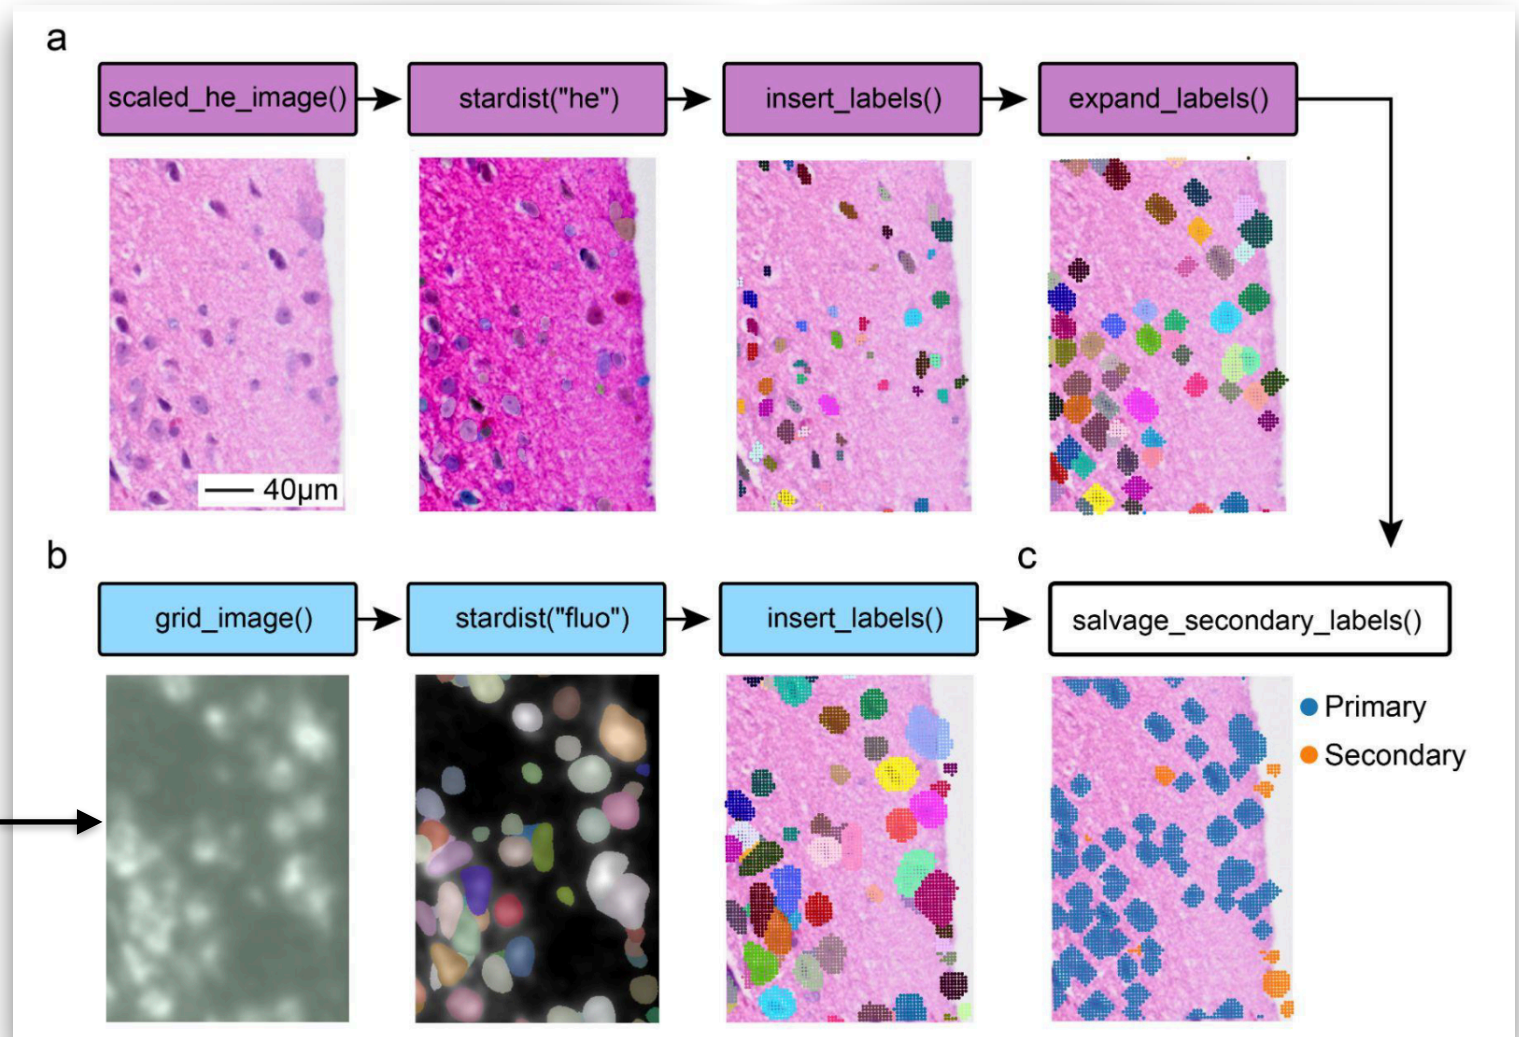 a
scaled_he_image()
stardist("he")
insert_labels()
expand_labels()
40µm
b
c
grid_image()
stardist("fluo")
insert_labels()
salvage_secondary_labels()
Primary
Secondary